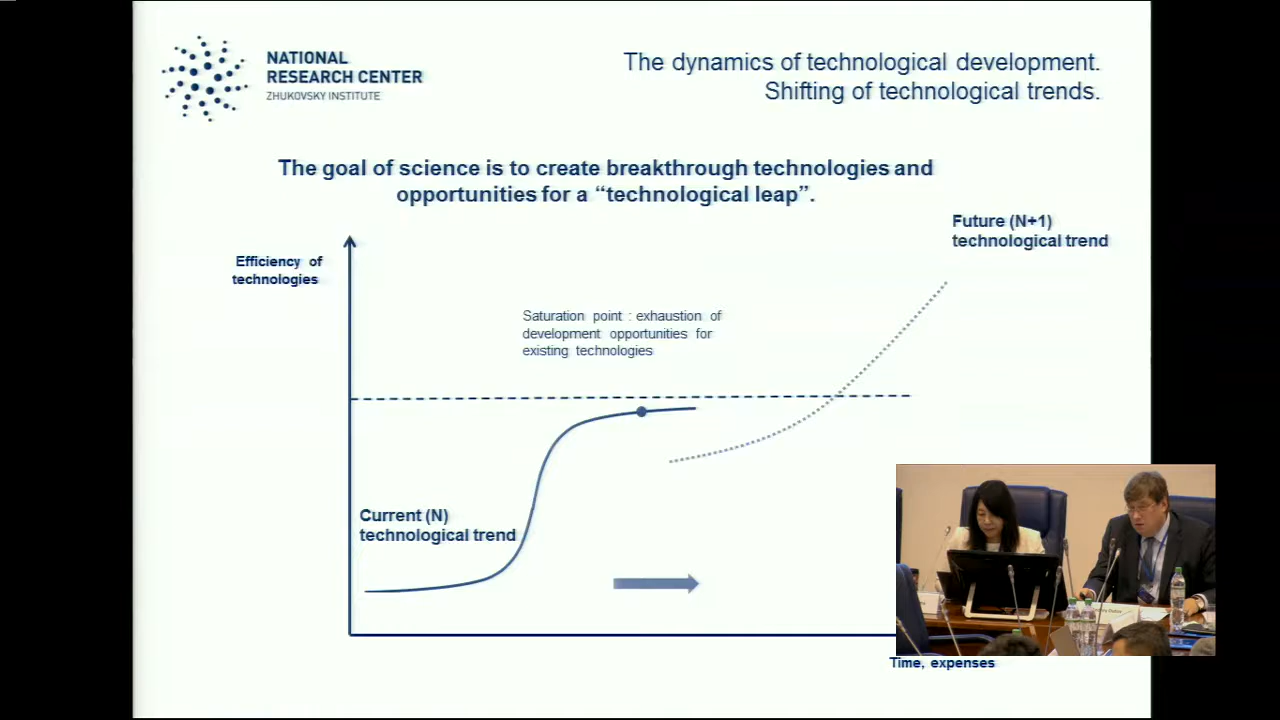 NATIONAL
RESEARCH CENTER
ZHUKOVSKY INSTITUTE
The dynamics of technological development.
Shifting of technological trends.
The goal of science is to create breakthrough technologies and
opportunities for a “technological leap”.
Future (N+1)
technological trend
Efficiency of
technologies
Saturation point : exhaustion of
development opportunities for
existing technologies
Current (N)
technological trend
Time, expenses